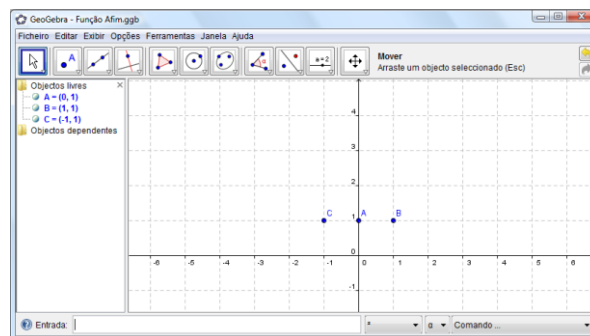 GeoGebra - Função Afim.ggb
Ficheiro Editar Exibir Opções Ferramentas Janela Ajuda
A
α
a=2
Mover
Arraste um objecto seleccionado (Esc)
Objectos livres
A = (0, 1)
B = (1, 1)
C = (-1, 1)
Objectos dependentes
4
3
2
C A B
1
0
-6 -5 -4 -3 -2 -1 0 1 2 3 4 5 6
-1
Entrada:
α
Comando ...